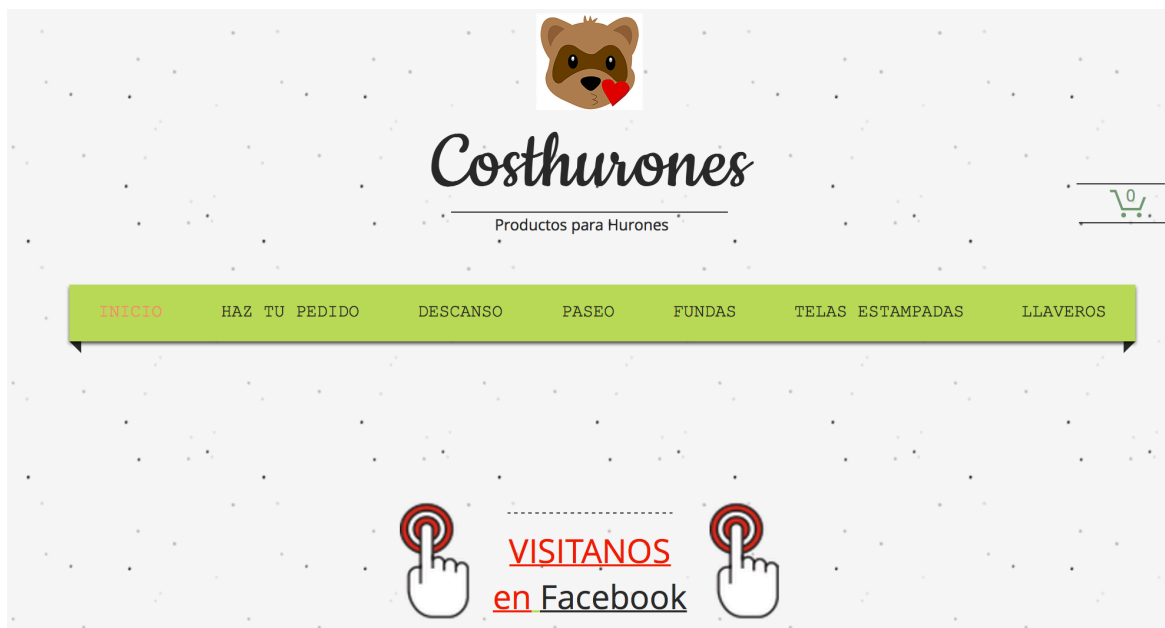 Costhurones
Productos para Hurones
0
INICIO HAZ TU PEDIDO DESCANSO PASEO FUNDAS TELAS ESTAMPADAS LLAVEROS
VISITANOS
en Facebook